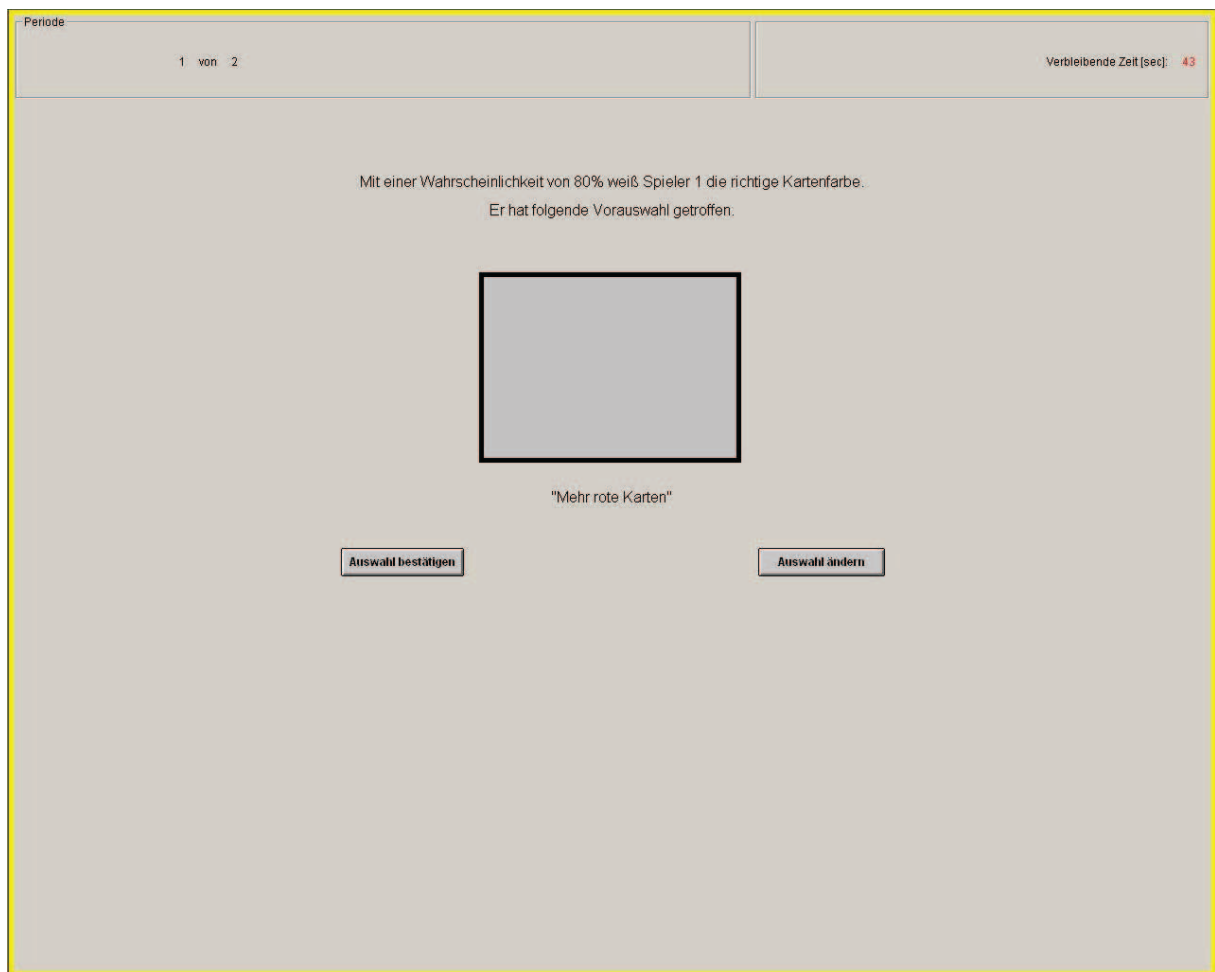 Periode
1 von 2
Verbleibende Zeit [sec]: 43
Mit einer Wahrscheinlichkeit von 80% weiß Spieler 1 die richtige Kartenfarbe.
Er hat folgende Vorauswahl getroffen.
"Mehr rote Karten"
Auswahl bestätigen
Auswahl ändern